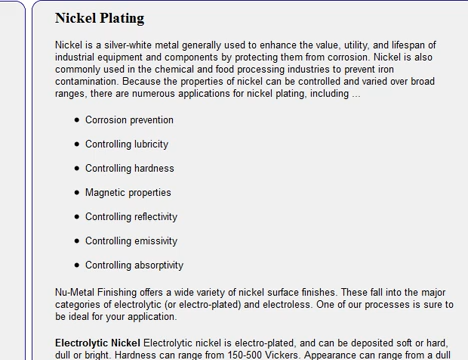 Nickel Plating
Nickel is a silver-white metal generally used to enhance the value, utility, and lifespan of
industrial equipment and components by protecting them from corrosion. Nickel is also
commonly used in the chemical and food processing industries to prevent iron
contamination. Because the properties of nickel can be controlled and varied over broad
ranges, there are numerous applications for nickel plating, including ...
• Corrosion prevention
• Controlling lubricity
• Controlling hardness
• Magnetic properties
• Controlling reflectivity
• Controlling emissivity
• Controlling absorptivity
Nu-Metal Finishing offers a wide variety of nickel surface finishes. These fall into the major
categories of electrolytic (or electro-plated) and electroless. One of our processes is sure to
be ideal for your application.
Electrolytic Nickel Electrolytic nickel is electro-plated, and can be deposited soft or hard,
dull or bright. Hardness can range from 150-500 Vickers. Appearance can range from a dull